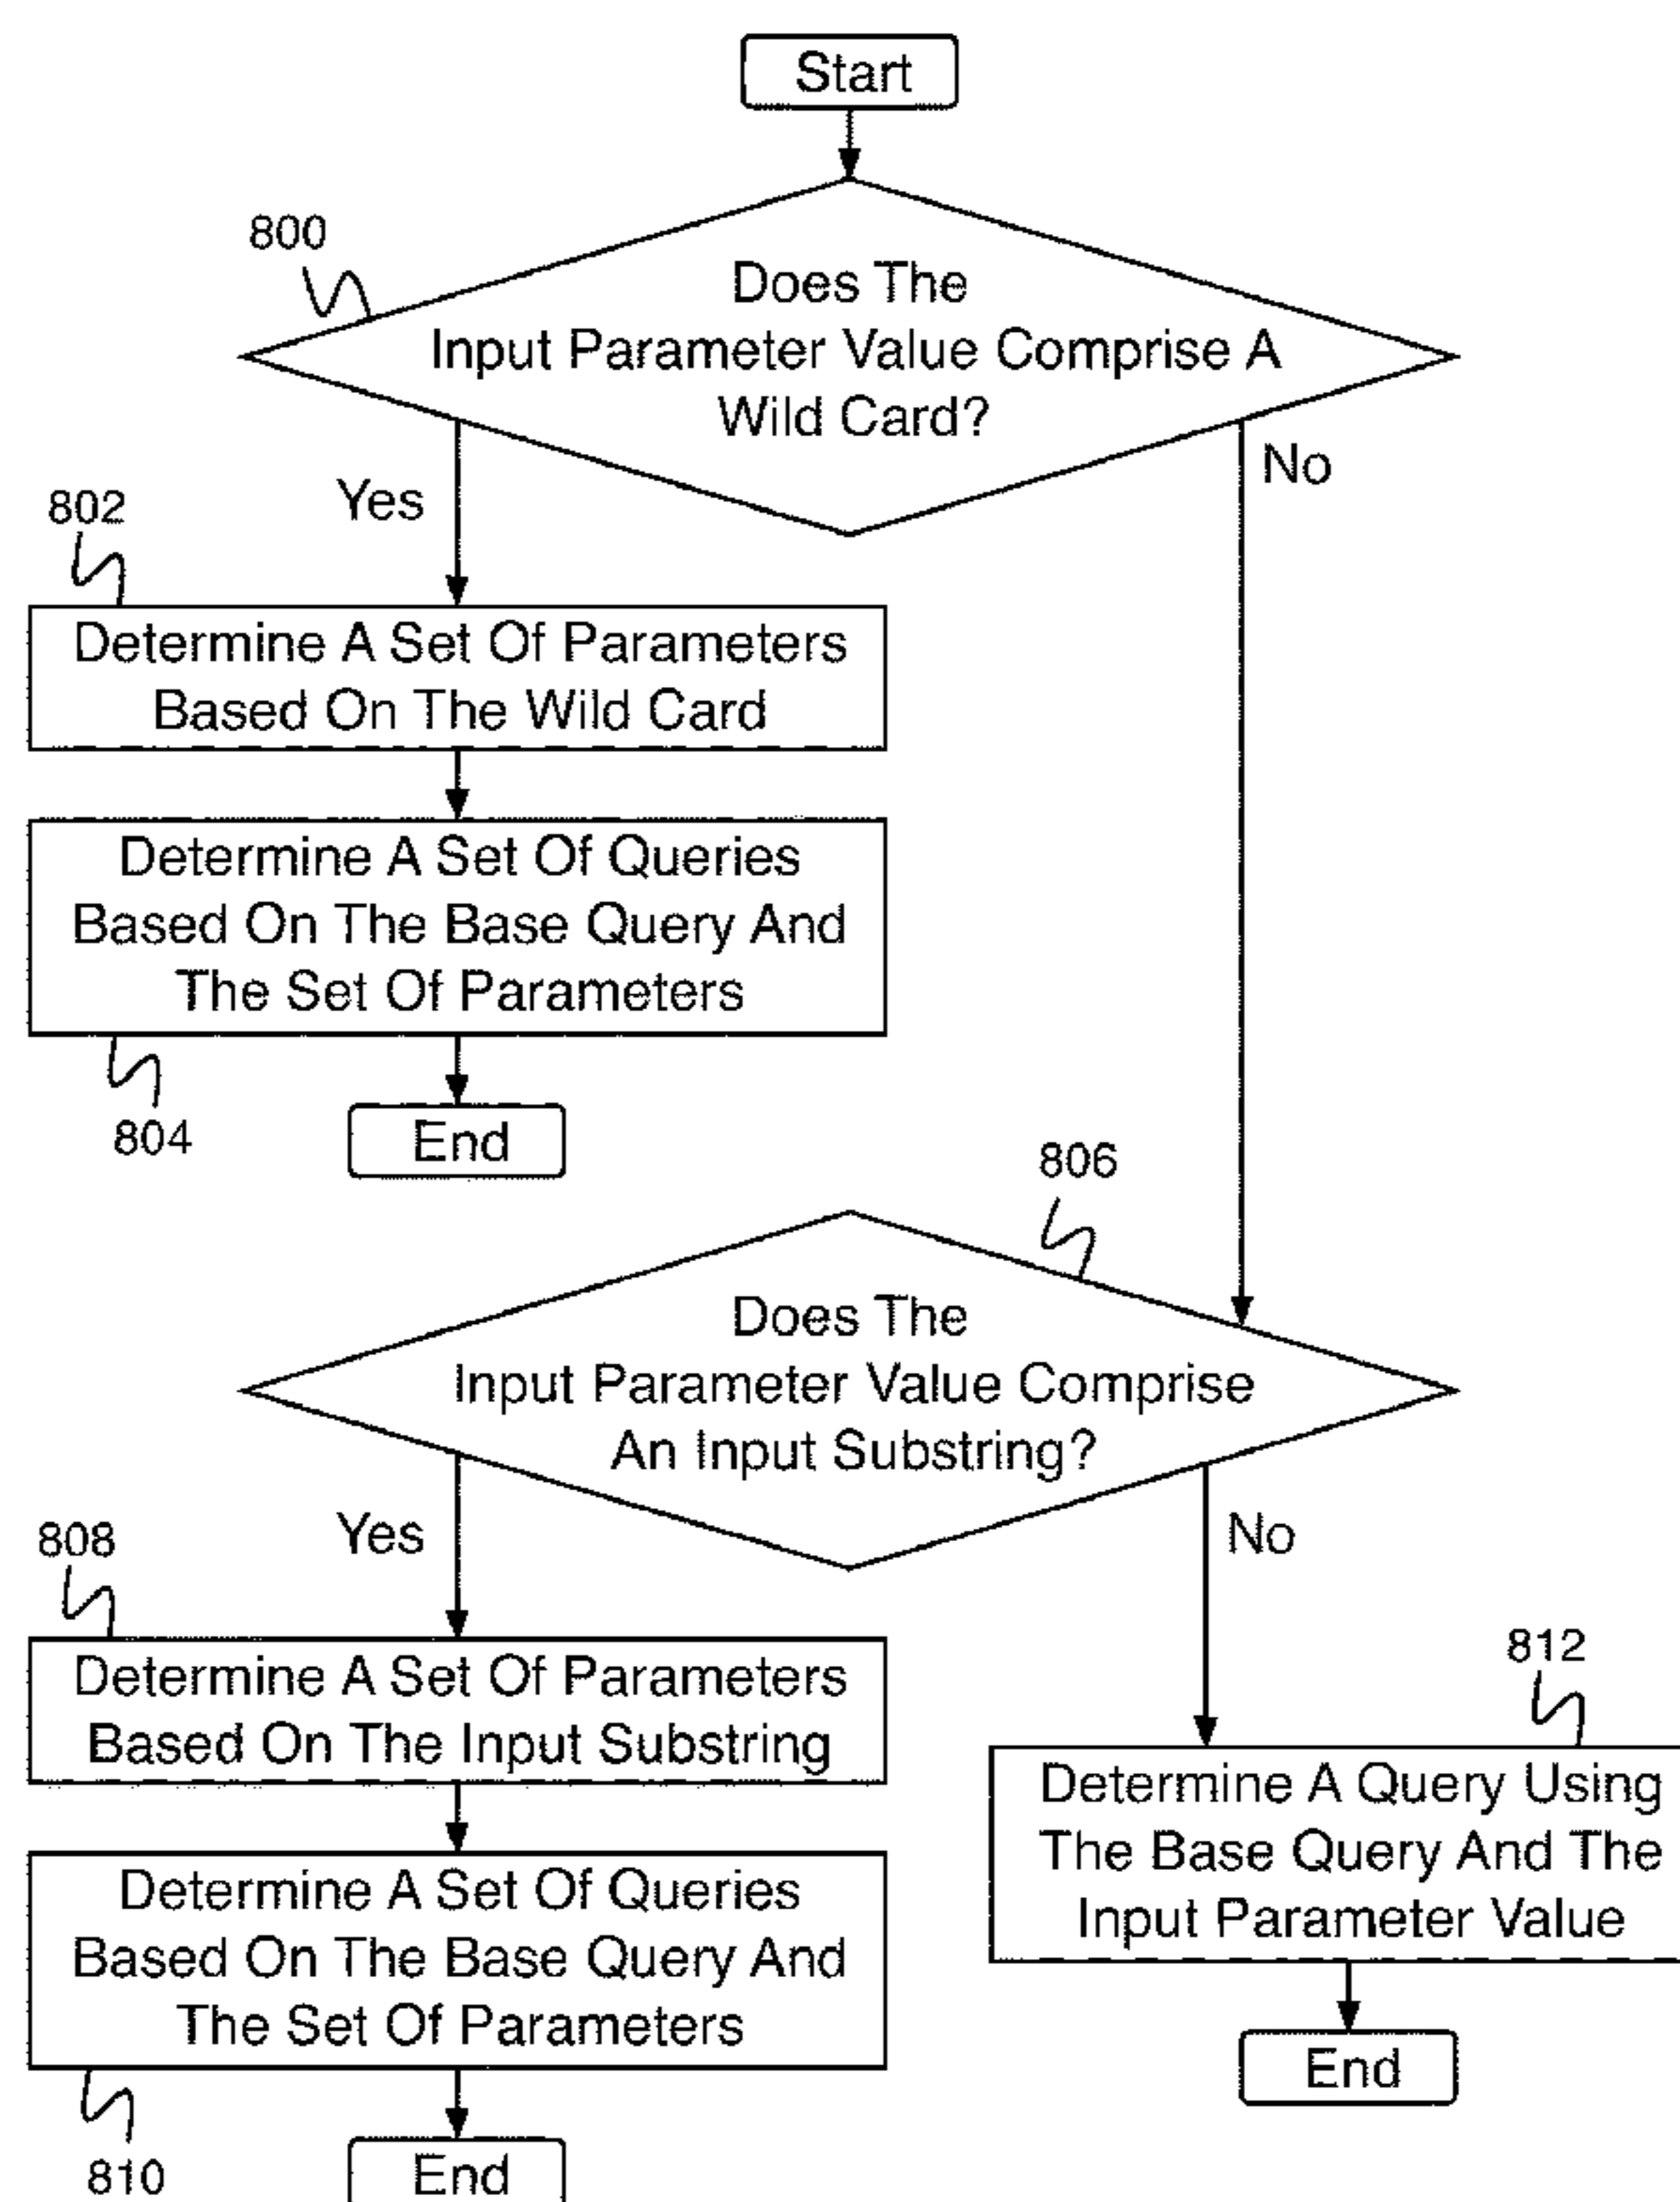 Start
800
Does The
Input Parameter Value Comprise A
Wild Card?
Yes
No
802
Determine A Set Of Parameters
Based On The Wild Card
Determine A Set Of Queries
Based On The Base Query And
The Set Of Parameters
804
End
806
Does The
Input Parameter Value Comprise
An Input Substring?
Yes
No
808
Determine A Set Of Parameters
Based On The Input Substring
812
Determine A Query Using
The Base Query And The
Input Parameter Value
Determine A Set Of Queries
Based On The Base Query And
The Set Of Parameters
End
810
End